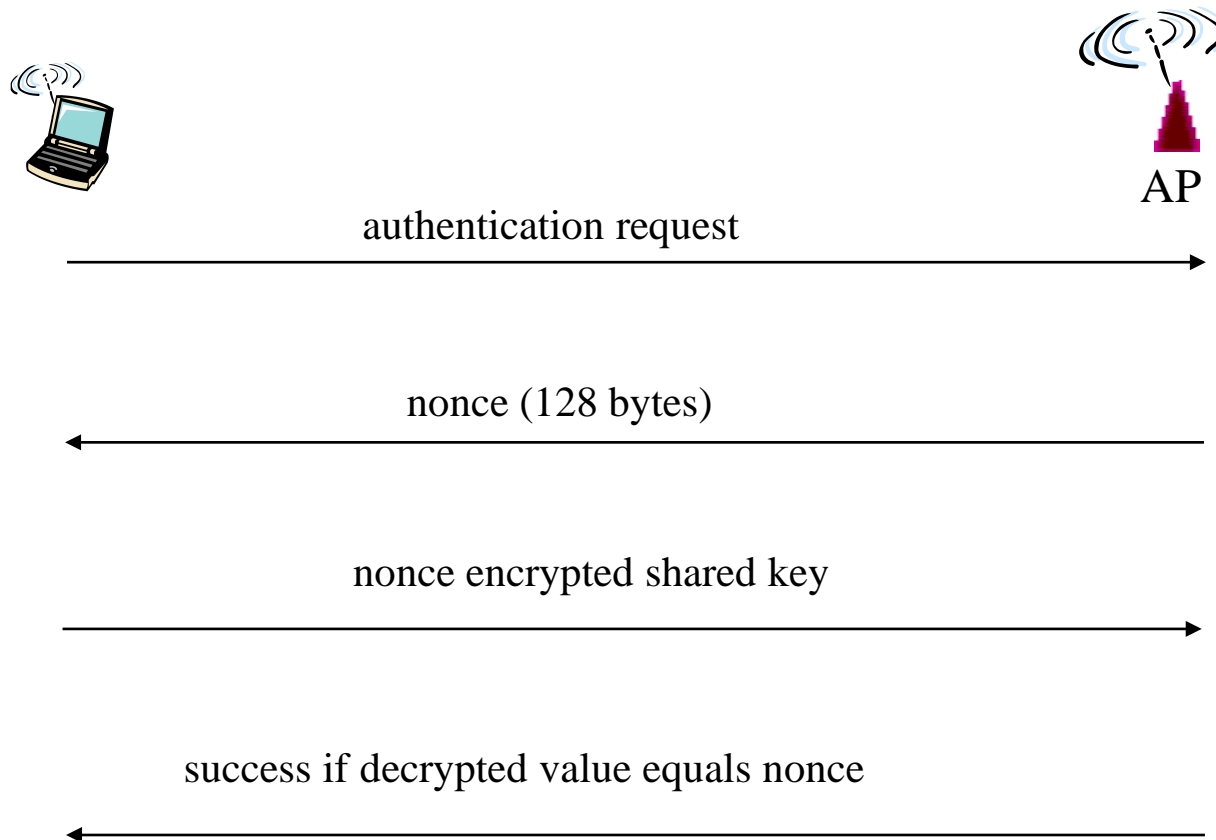 AP
authentication request
nonce (128 bytes)
nonce encrypted shared key
success if decrypted value equals nonce